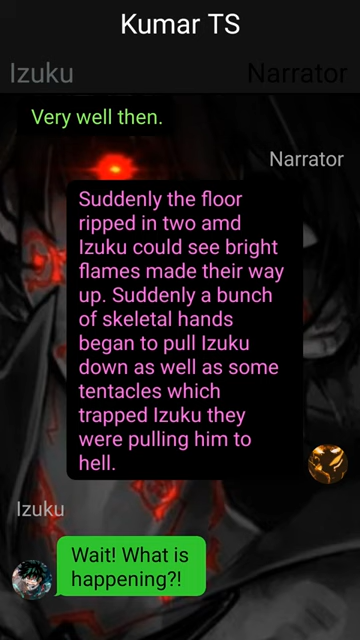 Kumar TS
Izuku
Narrator
Very well then.
Narrator
Suddenly the floor
ripped in two amd
Izuku could see bright
flames made their way
up. Suddenly a bunch
of skeletal hands
began to pull Izuku
down as well as some
tentacles which
trapped Izuku they
were pulling him to
hell.
Izuku
Wait! What is
happening?!